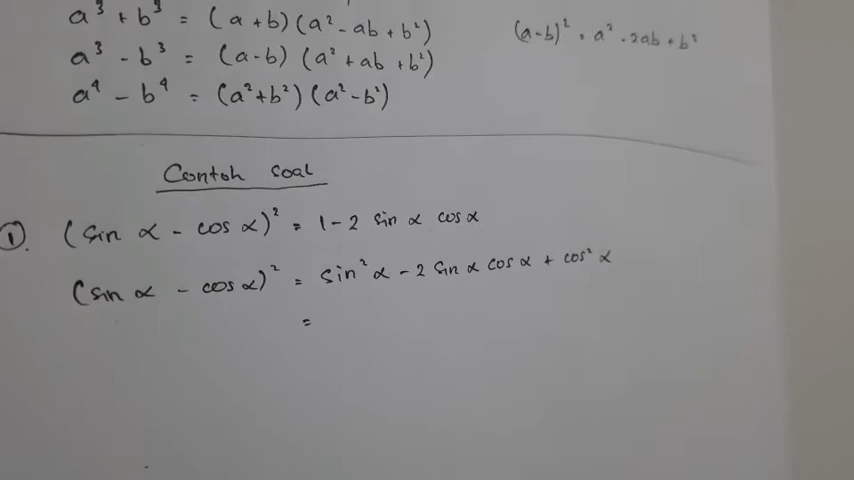 a³ + b³ = (a + b) (a² - ab + b²)
(a-b)² = a² - 2ab + b²
a³ - b³ = (a-b) (a² + ab + b²)
a⁴ - b⁴ = (a²+b²) (a² - b²)
Contoh soal
1. (sin α - cos α)² = 1 - 2 sin α cos α
(sin α - cos α)² = sin² α - 2 sin α cos α + cos² α
=